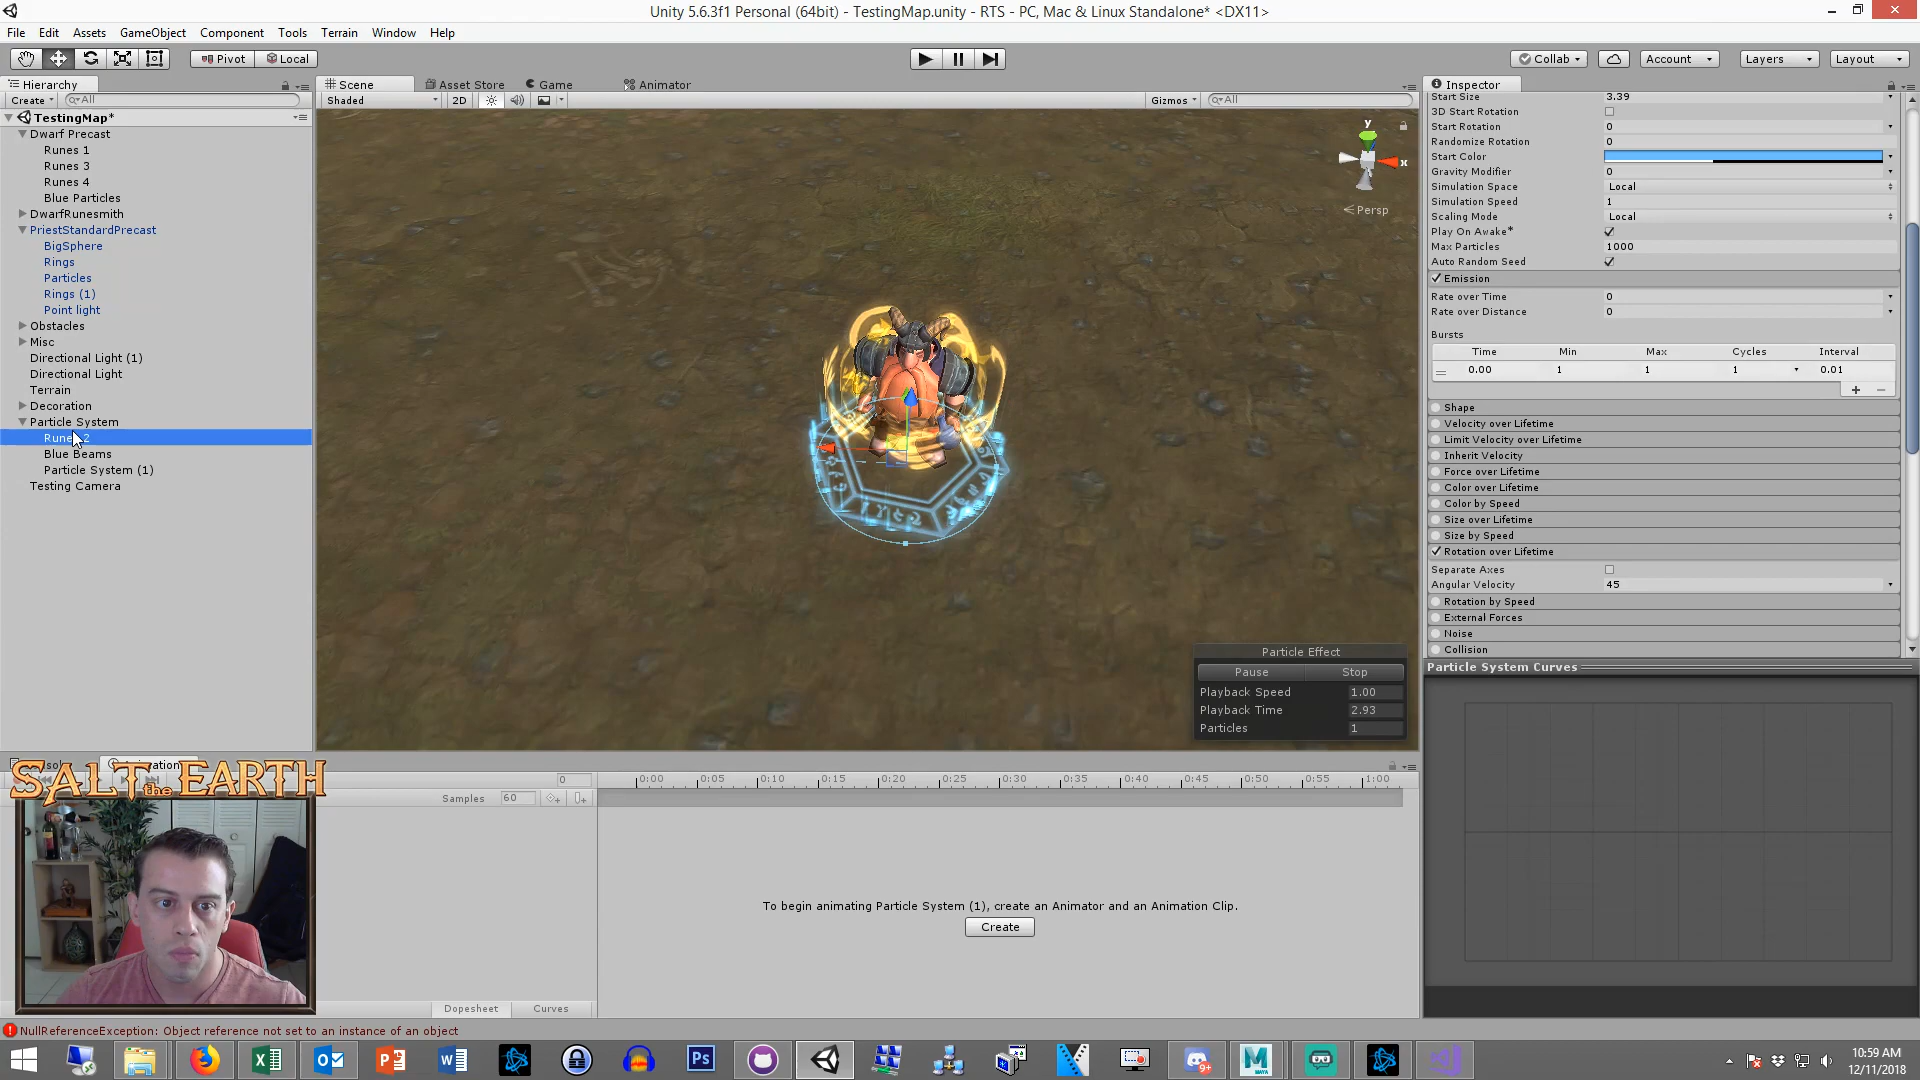 Unity 5.6.3f1 Personal (64bit) - TestingMap.unity - RTS - PC, Mac & Linux Standalone* <DX11>
File Edit Assets GameObject Component Tools Terrain Window Help
Pivot Local Collab Account Layers Layout
Hierarchy Scene Asset Store Game Animator Inspector
Create All Shaded 2D Gizmos All
TestingMap*
Dwarf Precast
Runes 1
Runes 3
Runes 4
Blue Particles
DwarfRunesmith
PriestStandardPrecast
BigSphere
Rings
Particles
Rings (1)
Point light
Obstacles
Misc
Directional Light (1)
Directional Light
Terrain
Decoration
Particle System
Rune 2
Blue Beams
Particle System (1)
Testing Camera
y
x
Persp
Particle Effect
Pause Stop
Playback Speed 1.00
Playback Time 2.93
Particles 1
Start Size 3.39
3D Start Rotation
Start Rotation 0
Randomize Rotation 0
Start Color
Gravity Modifier 0
Simulation Space Local
Simulation Speed 1
Scaling Mode Local
Play On Awake*
Max Particles 1000
Auto Random Seed
Emission
Rate over Time 0
Rate over Distance 0
Bursts
Time Min Max Cycles Interval
0.00 1 1 1 0.01
Shape
Velocity over Lifetime
Limit Velocity over Lifetime
Inherit Velocity
Force over Lifetime
Color over Lifetime
Color by Speed
Size over Lifetime
Size by Speed
Rotation over Lifetime
Separate Axes
Angular Velocity 45
Rotation by Speed
External Forces
Noise
Collision
Particle System Curves
SALT the EARTH
0 0:00 0:05 0:10 0:15 0:20 0:25 0:30 0:35 0:40 0:45 0:50 0:55 1:00
Samples 60
To begin animating Particle System (1), create an Animator and an Animation Clip.
Create
Dopesheet Curves
NullReferenceException: Object reference not set to an instance of an object
Ps
MAYA
9+
10:59 AM
12/11/2018